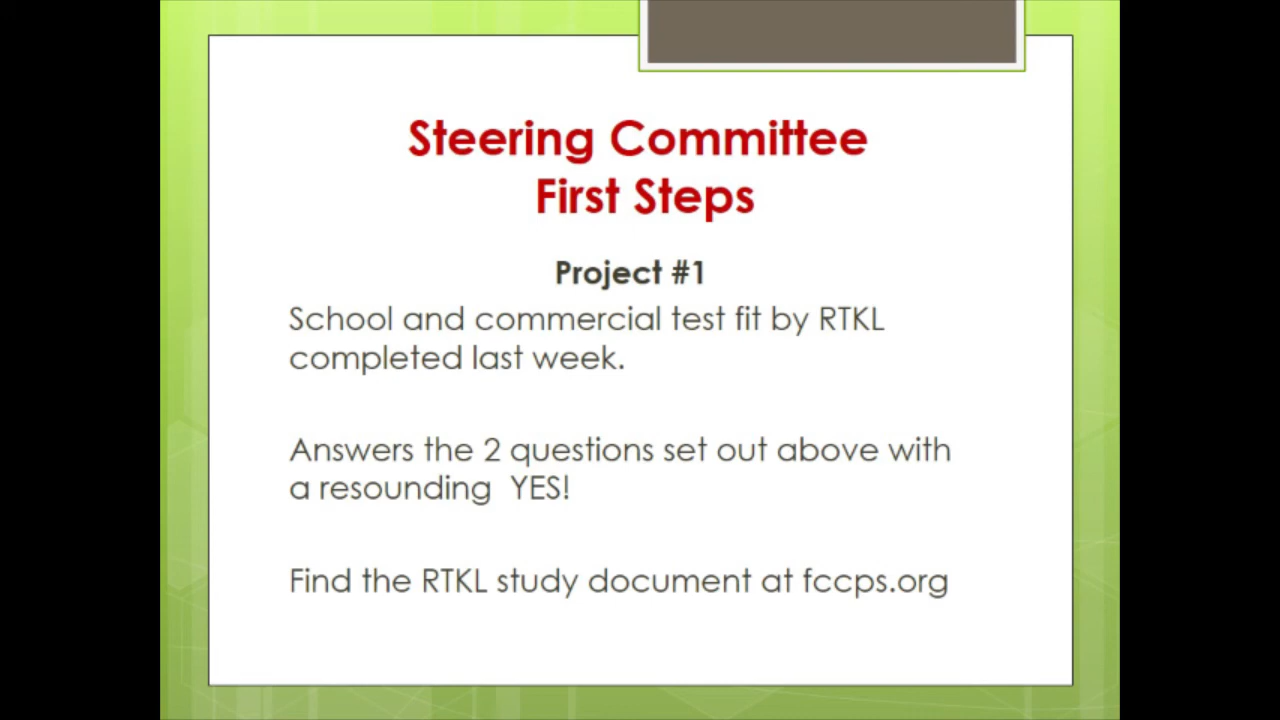 Steering Committee
First Steps
Project #1
School and commercial test fit by RTKL
completed last week.
Answers the 2 questions set out above with
a resounding  YES!
Find the RTKL study document at fccps.org